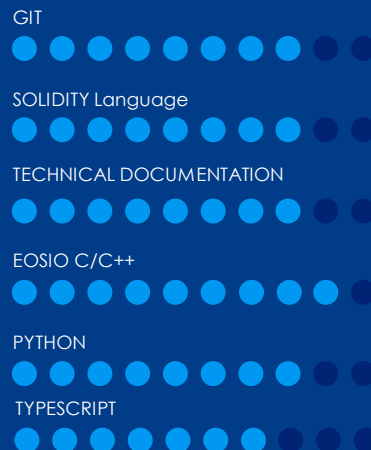 GIT
SOLIDITY Language
TECHNICAL DOCUMENTATION
EOSIO C/C++
PYTHON
TYPESCRIPT